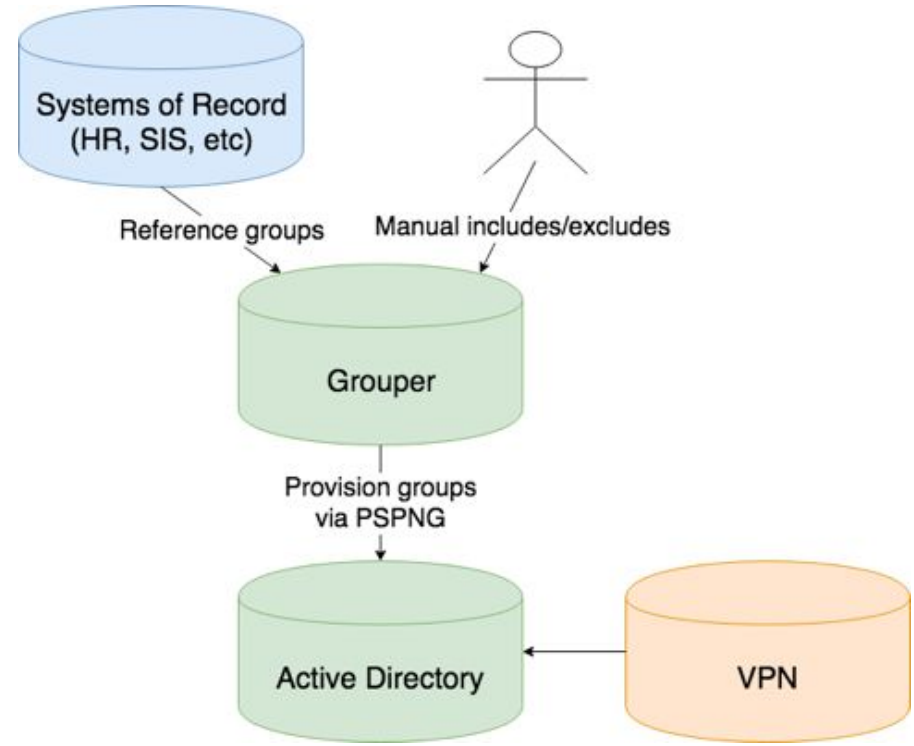 Systems of Record
(HR, SIS, etc)
Reference groups
Manual includes/excludes
Grouper
Provision groups
via PSPNG
Active Directory
VPN